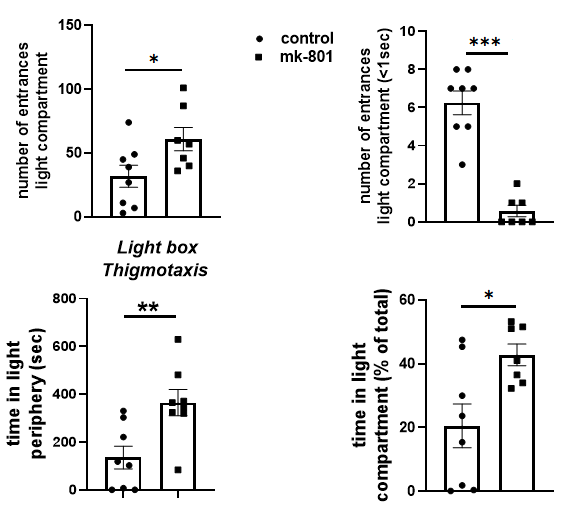 number of entrances
light compartment
150
100
50
0
*
control
mk-801
number of entrances
light compartment (<1sec)
10
8
6
4
2
0
***
Light box
Thigmotaxis
time in light
periphery (sec)
800
600
400
200
0
**
time in light
compartment (% of total)
60
40
20
0
*